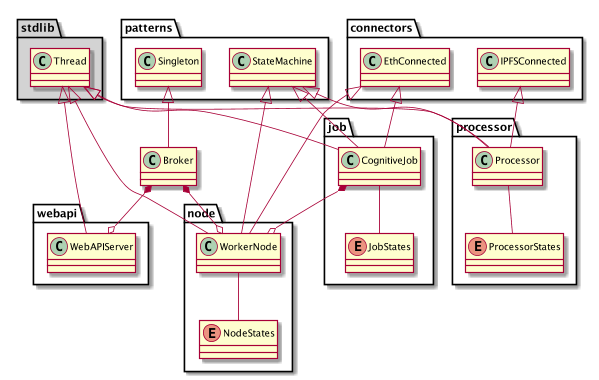 stdlib
patterns
connectors
C Thread
C Singleton
C StateMachine
C EthConnected
C IPFSConnected
job
processor
C Broker
C CognitiveJob
C Processor
webapi
node
C WebAPIServer
C WorkerNode
E JobStates
E ProcessorStates
E NodeStates